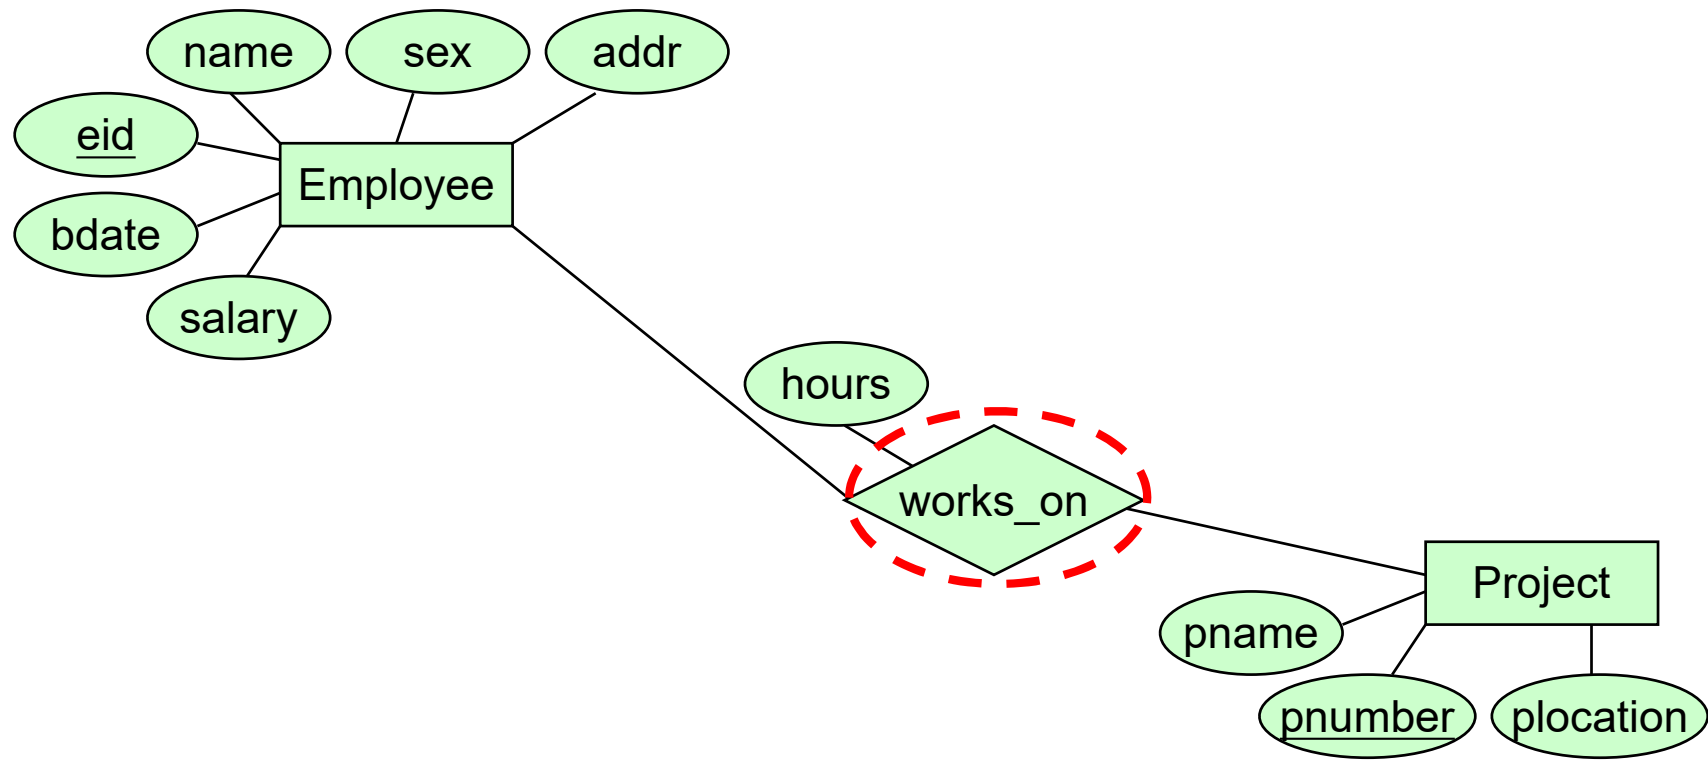 name
sex
addr
eid
Employee
bdate
salary
hours
works_on
Project
pname
pnumber
plocation